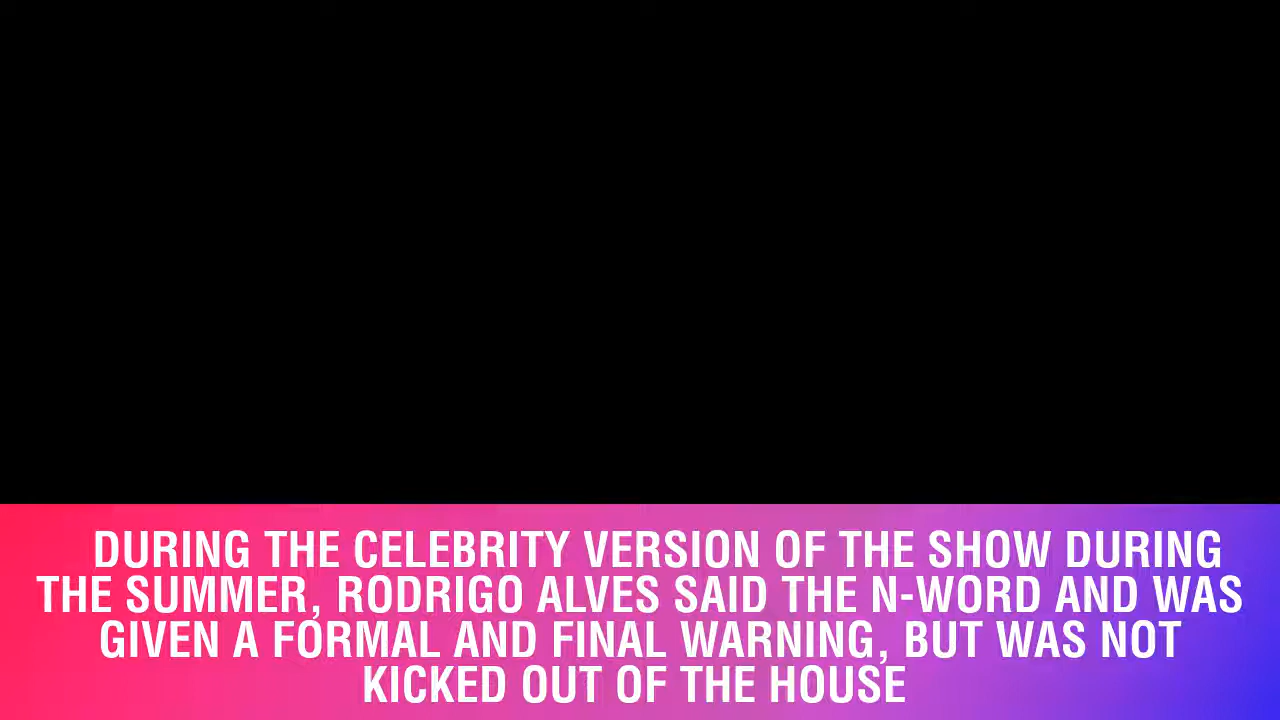 DURING THE CELEBRITY VERSION OF THE SHOW DURING
THE SUMMER, RODRIGO ALVES SAID THE N-WORD AND WAS
GIVEN A FORMAL AND FINAL WARNING, BUT WAS NOT
KICKED OUT OF THE HOUSE